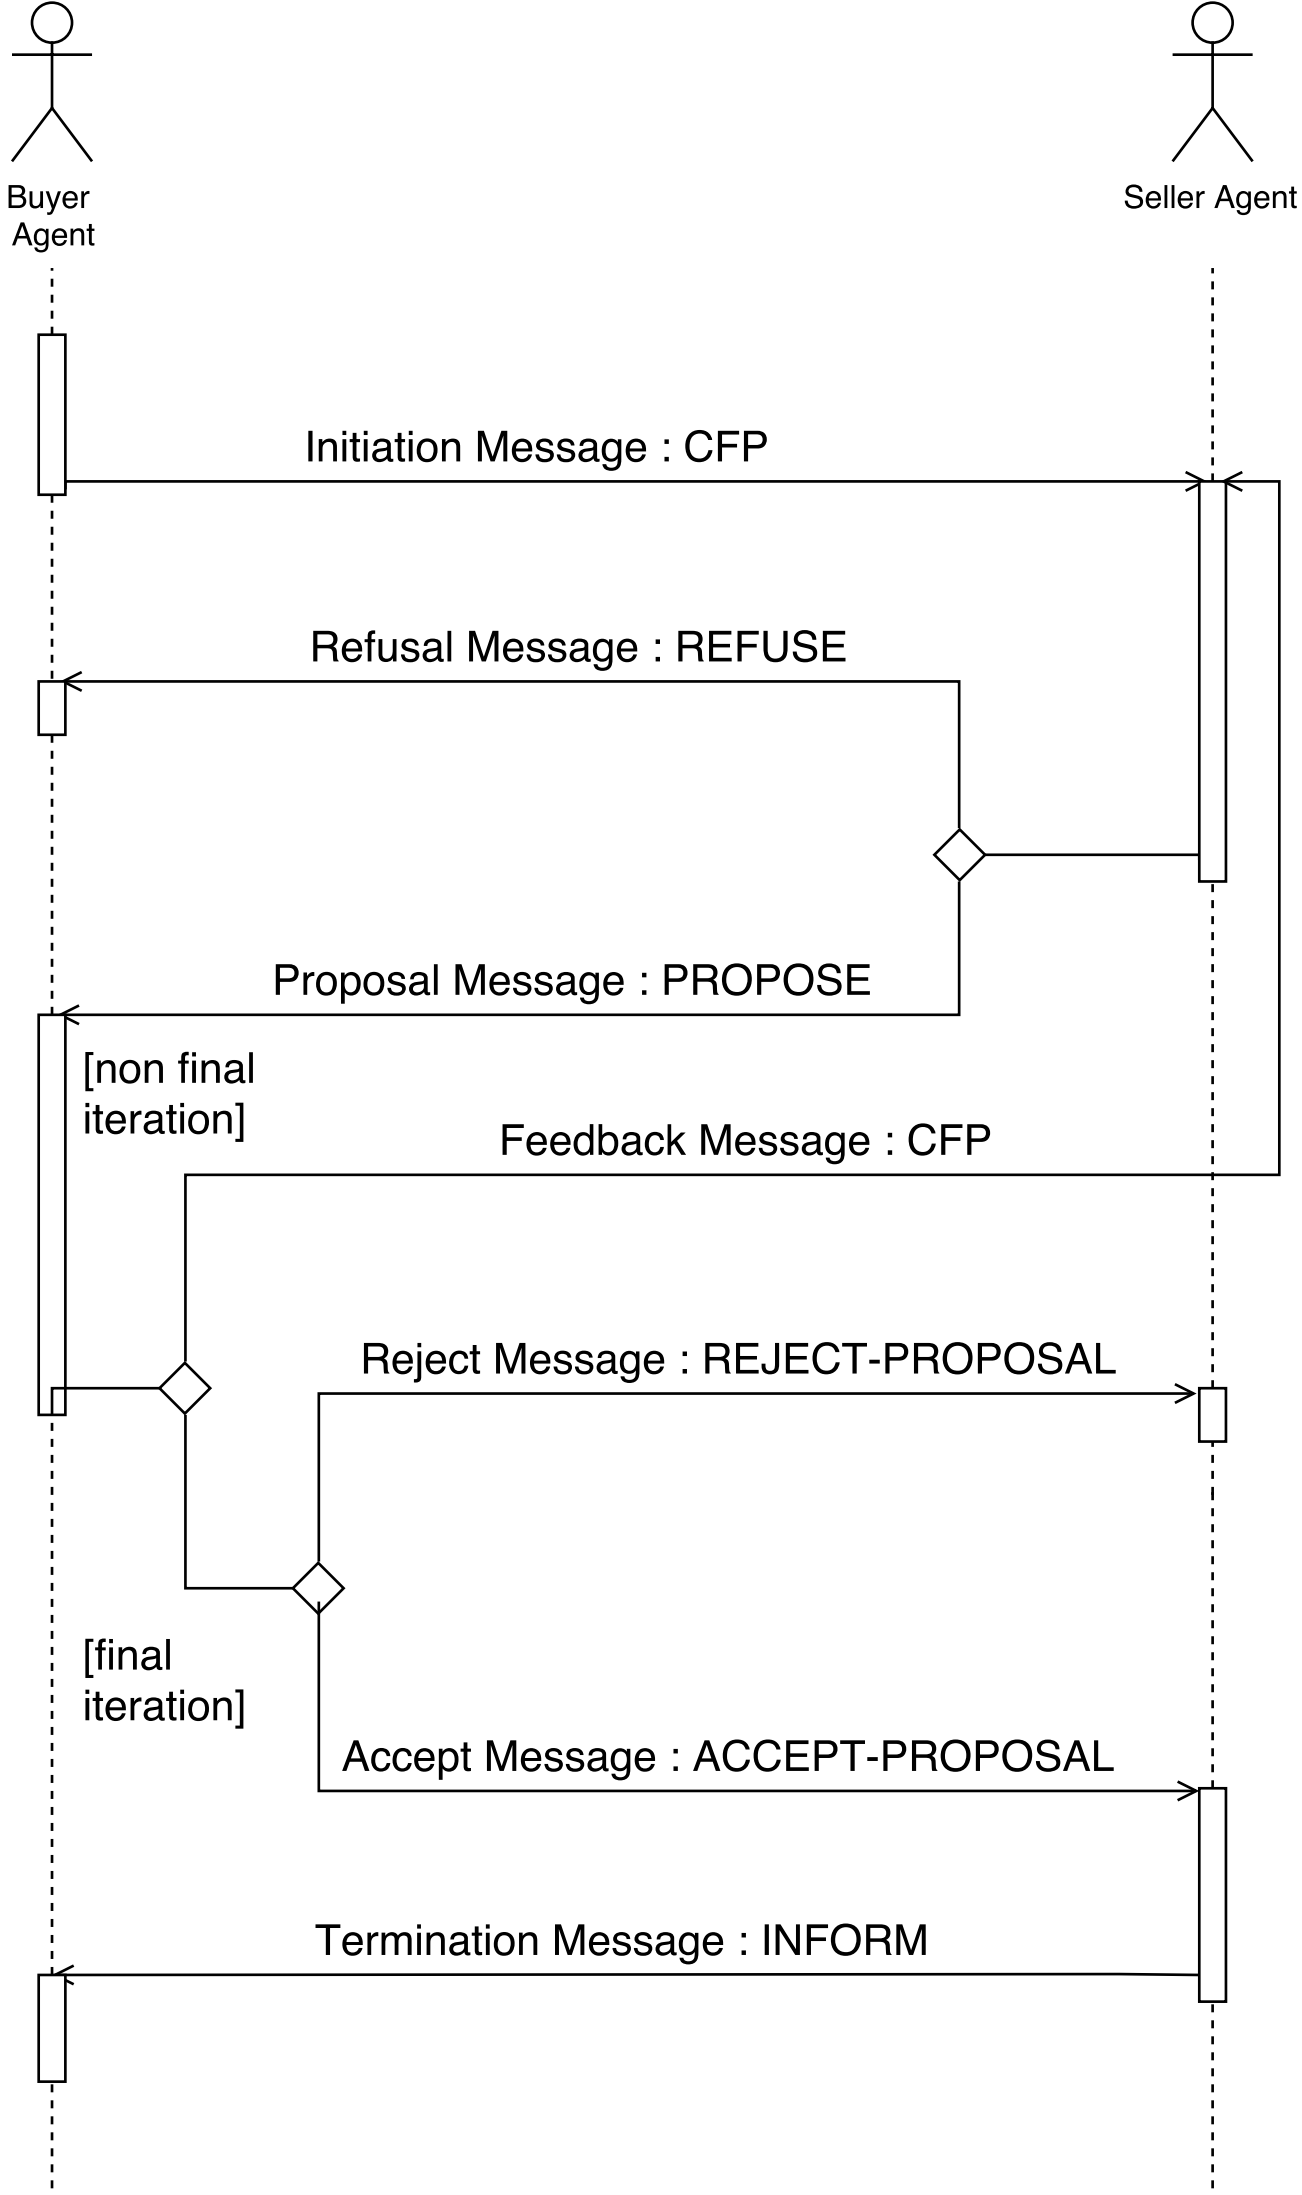 Buyer
Agent
Seller Agent
Initiation Message : CFP
Refusal Message : REFUSE
Proposal Message : PROPOSE
[non final
iteration]
Feedback Message : CFP
Reject Message : REJECT-PROPOSAL
[final
iteration]
Accept Message : ACCEPT-PROPOSAL
Termination Message : INFORM